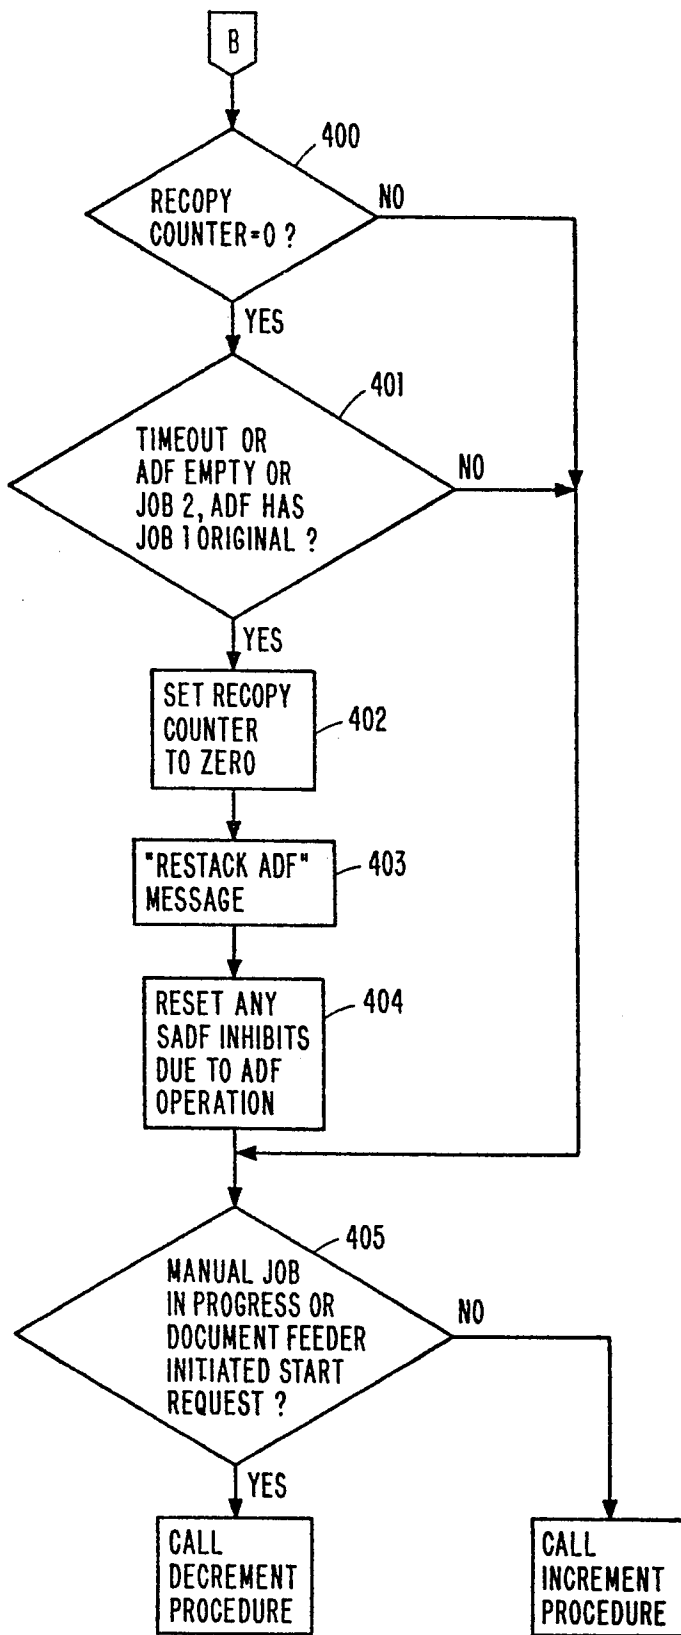 B
400
RECOPY
COUNTER=0 ?
NO
YES
401
TIMEOUT OR
ADF EMPTY OR
JOB 2, ADF HAS
JOB 1 ORIGINAL ?
NO
YES
SET RECOPY
COUNTER
TO ZERO
402
"RESTACK ADF"
MESSAGE
403
RESET ANY
SADF INHIBITS
DUE TO ADF
OPERATION
404
405
MANUAL JOB
IN PROGRESS OR
DOCUMENT FEEDER
INITIATED START
REQUEST ?
NO
YES
CALL
DECREMENT
PROCEDURE
CALL
INCREMENT
PROCEDURE